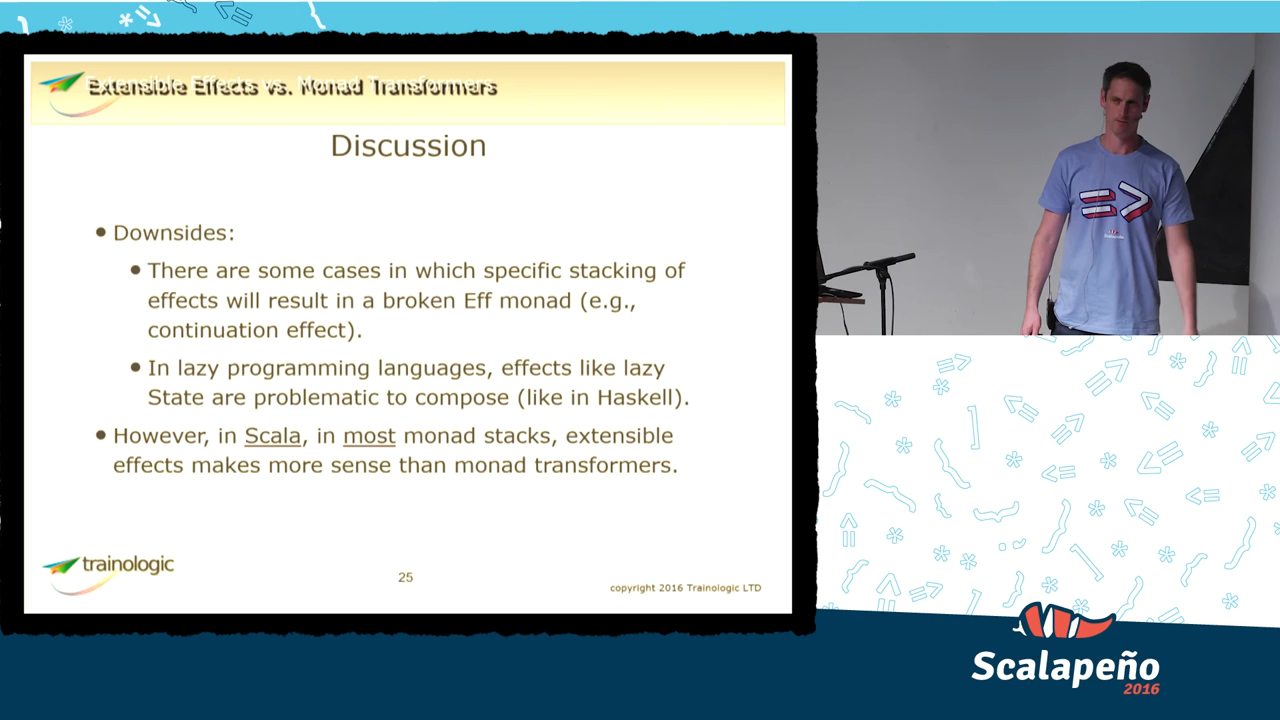 Extensible Effects vs. Monad Transformers
Discussion
• Downsides:
• There are some cases in which specific stacking of
effects will result in a broken Eff monad (e.g.,
continuation effect).
• In lazy programming languages, effects like lazy
State are problematic to compose (like in Haskell).
• However, in Scala, in most monad stacks, extensible
effects makes more sense than monad transformers.
trainologic
25
copyright 2016 Trainologic LTD
=>
Scalapeño
2016